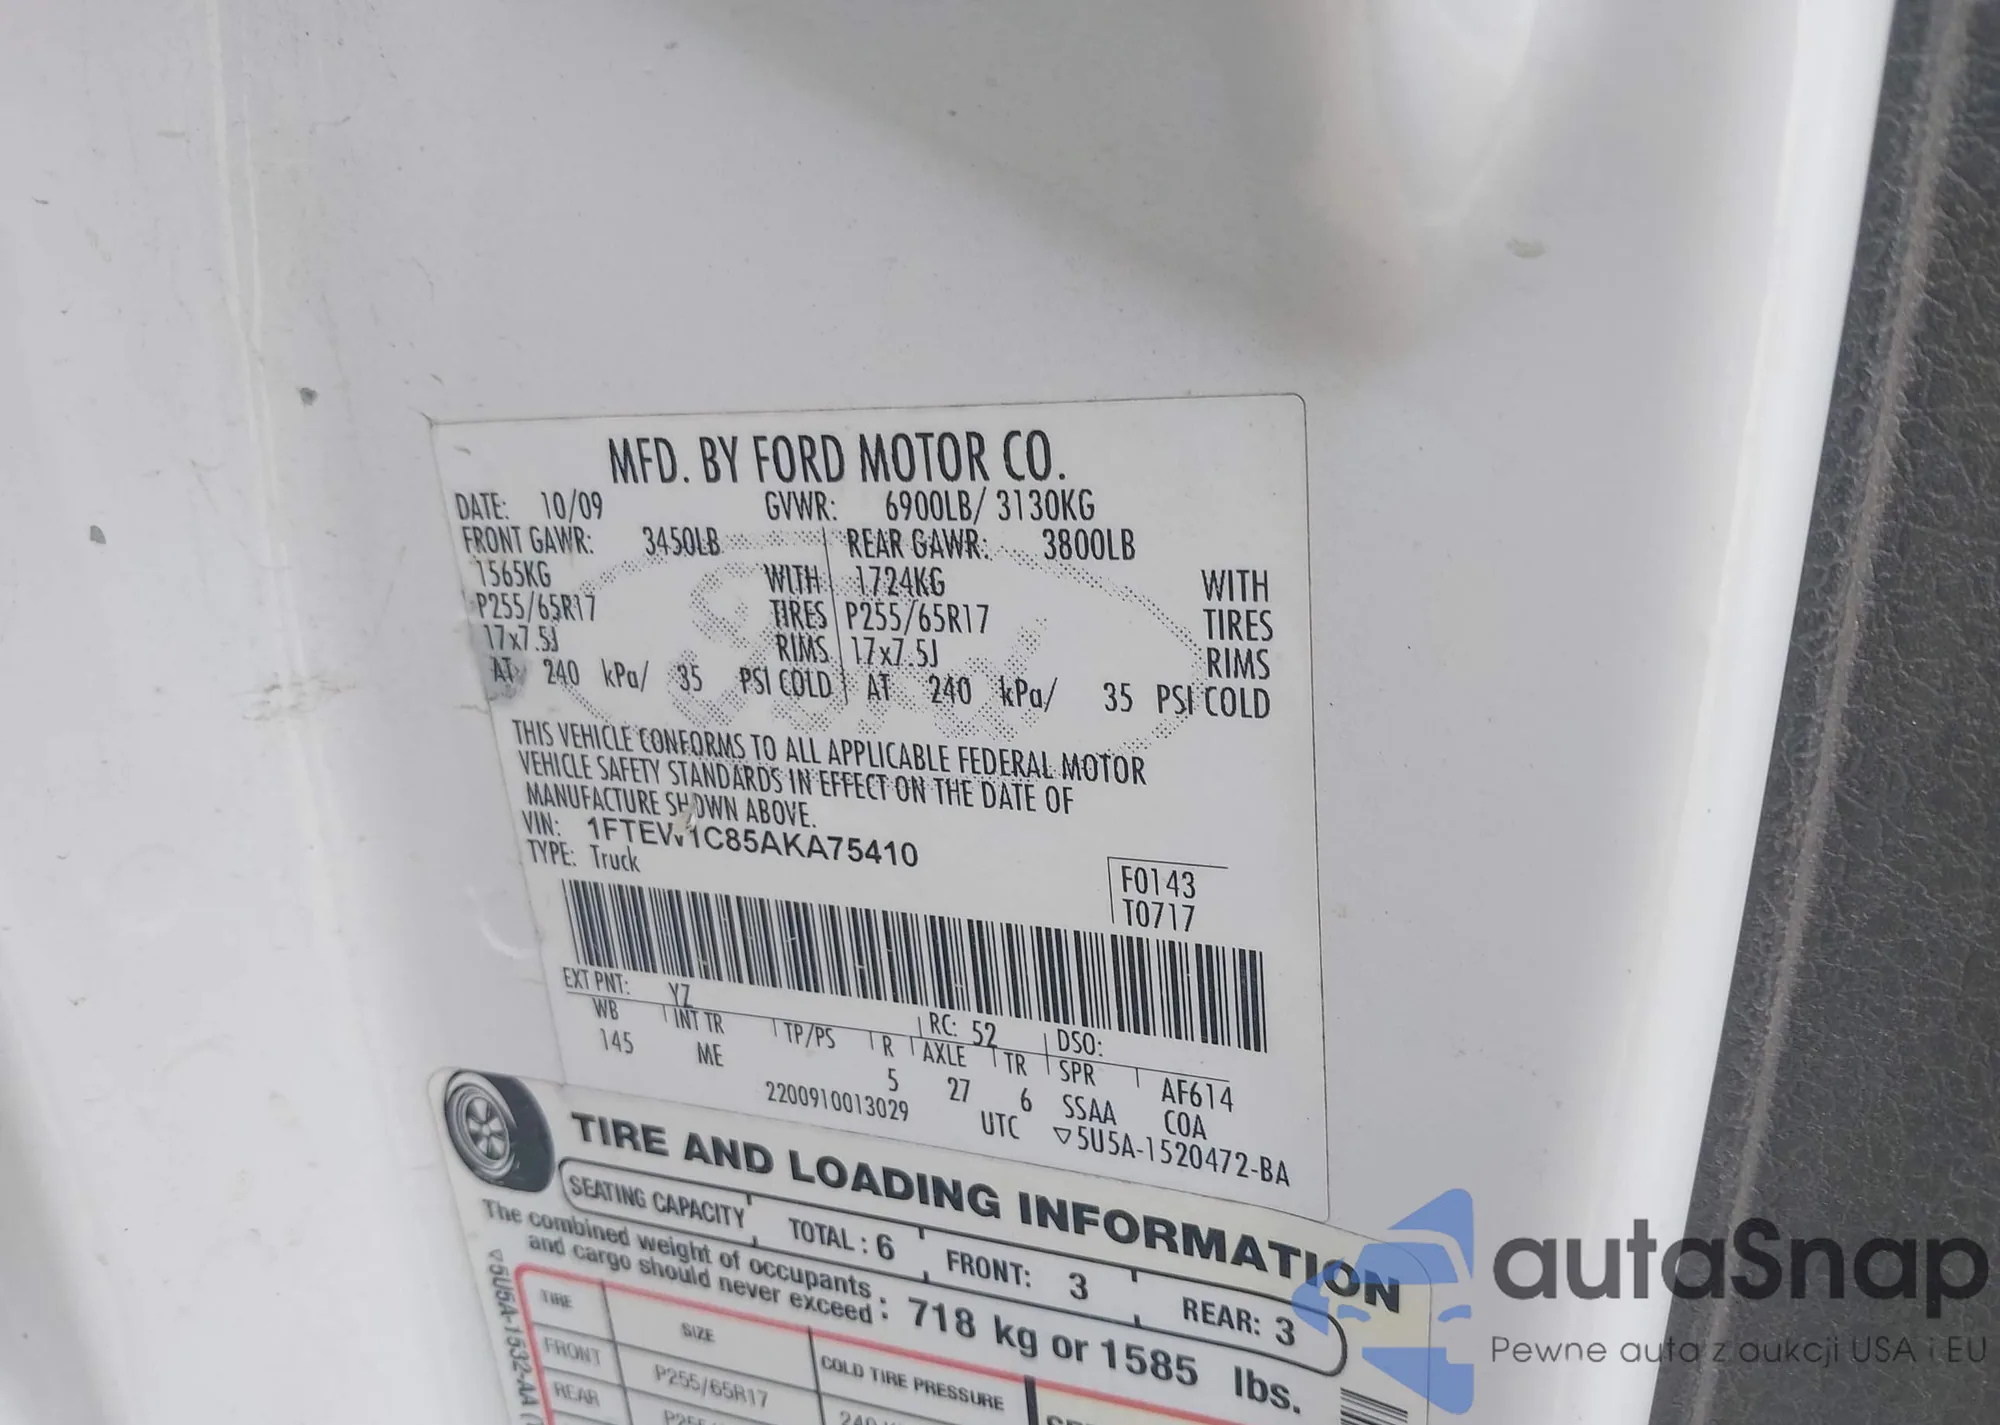 MFD. BY FORD MOTOR CO.
DATE: 10/09 GVWR: 6900LB/ 3130KG
FRONT GAWR: 3450LB REAR GAWR: 3800LB
1565KG WITH 1724KG WITH
P255/65R17 TIRES P255/65R17 TIRES
17x7.5J RIMS 17x7.5J RIMS
AT 240 kPa/ 35 PSI COLD AT 240 kPa/ 35 PSI COLD
THIS VEHICLE CONFORMS TO ALL APPLICABLE FEDERAL MOTOR
VEHICLE SAFETY STANDARDS IN EFFECT ON THE DATE OF
MANUFACTURE SHOWN ABOVE.
VIN: 1FTEW1C85AKA75410
TYPE: Truck
F0143
T0717
EXT PNT: YZ RC: 52 DSO:
WB INT TR TP/PS R AXLE TR SPR AF614
145 ME 5 27 6 SSAA COA
2200910013029 UTC ▽5U5A-1520472-BA
TIRE AND LOADING INFORMATION
SEATING CAPACITY TOTAL : 6 FRONT: 3 REAR: 3
The combined weight of occupants
and cargo should never exceed : 718 kg or 1585 lbs.
TIRE SIZE COLD TIRE PRESSURE
FRONT P255/65R17 240
REAR
autaSnap
Pewne auta z aukcji USA i EU